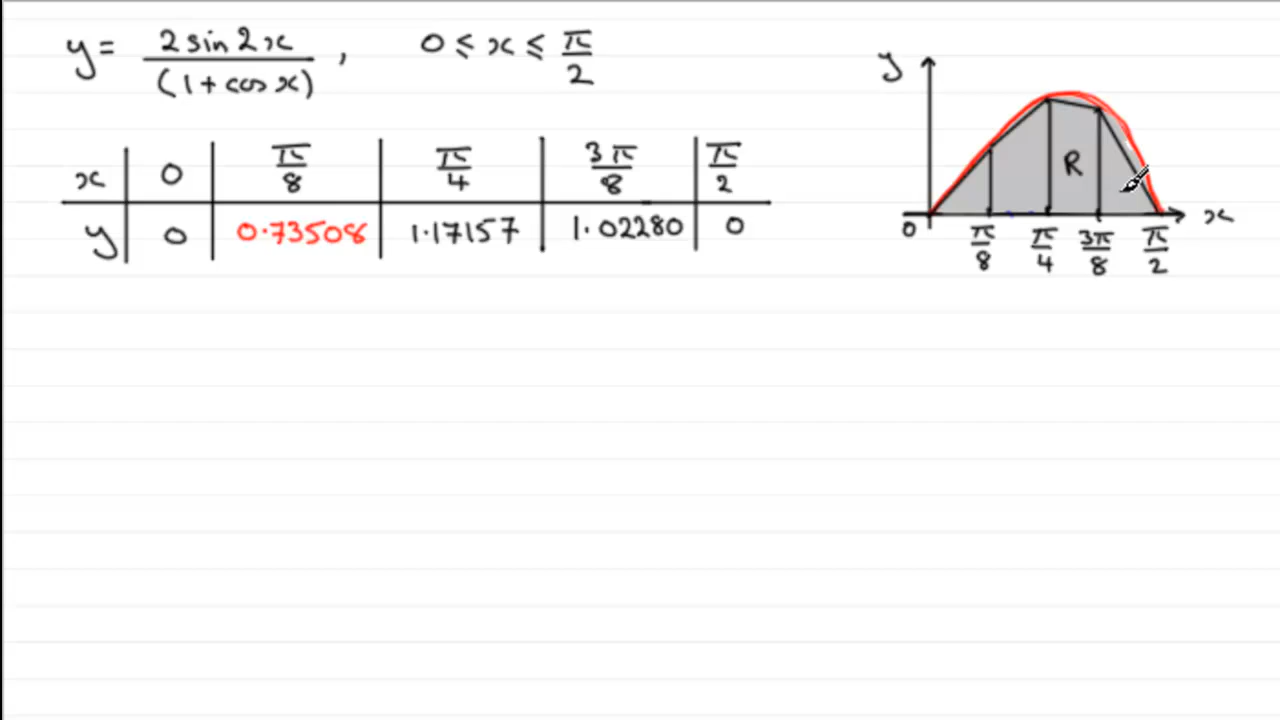 y = 2 sin 2x / (1 + cos x) , 0 ≤ x ≤ π/2
x | 0 | π/8 | π/4 | 3π/8 | π/2
y | 0 | 0.73508 | 1.17157 | 1.02280 | 0
y
R
0 π/8 π/4 3π/8 π/2 x